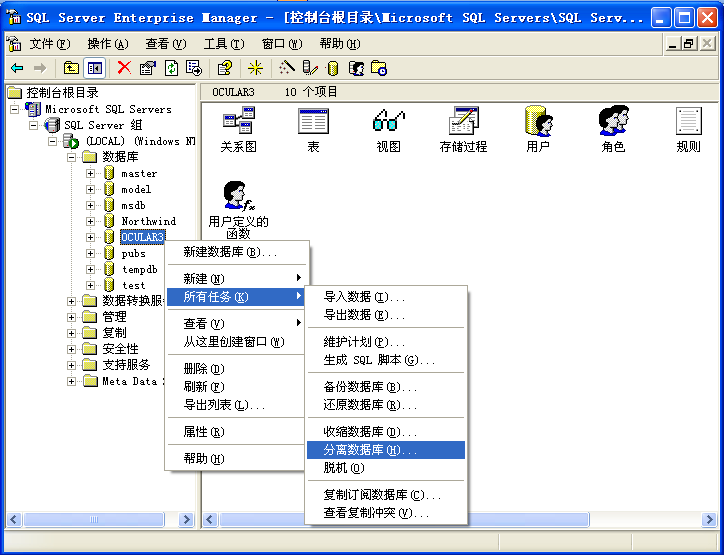 SQL Server Enterprise Manager - [控制台根目录\Microsoft SQL Servers\SQL Serv...
文件(F) 操作(A) 查看(V) 工具(T) 窗口(W) 帮助(H)
控制台根目录
Microsoft SQL Servers
SQL Server 组
(LOCAL) (Windows NT
数据库
master
model
msdb
Northwind
OCULAR3
pubs
tempdb
test
数据转换服
管理
复制
安全性
支持服务
Meta Data
OCULAR3 10 个项目
关系图 表 视图 存储过程 用户 角色 规则
用户定义的
函数
新建数据库(B)...
新建(N)
所有任务(K)
查看(V)
从这里创建窗口(W)
删除(D)
刷新(F)
导出列表(L)...
属性(R)
帮助(H)
导入数据(I)...
导出数据(E)...
维护计划(P)...
生成 SQL 脚本(G)...
备份数据库(B)...
还原数据库(R)...
收缩数据库(D)...
分离数据库(H)...
脱机(O)
复制订阅数据库(C)...
查看复制冲突(V)...